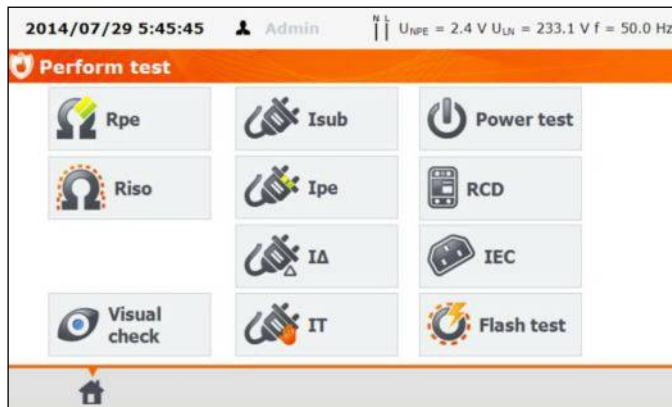 2014/07/29 5:45:45 Admin N L UNPE = 2.4 V ULN = 233.1 V f = 50.0 Hz
Perform test
Rpe Isub Power test
Riso Ipe RCD
IΔ IEC
Visual
check
IT Flash test